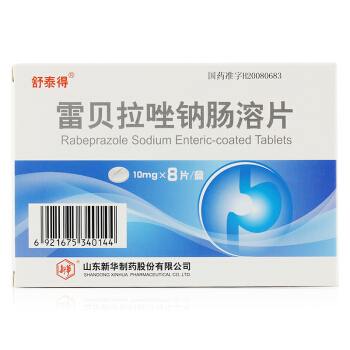 舒泰得®
国药准字H20080683
雷贝拉唑钠肠溶片
Rabeprazole Sodium Enteric-coated Tablets
10mg×8片/盒
6 921675 340144
新华
山东新华制药股份有限公司
SHANDONG XINHUA PHARMACEUTICAL CO., LTD.